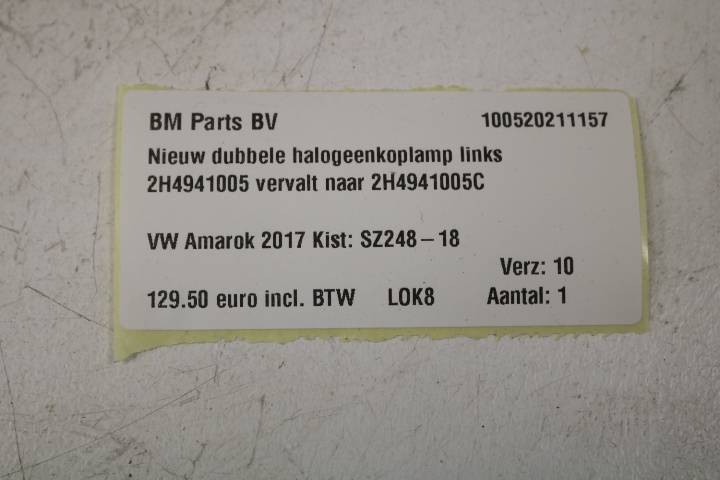 BM Parts BV 100520211157
Nieuw dubbele halogeenkoplamp links
2H4941005 vervalt naar 2H4941005C
VW Amarok 2017 Kist: SZ248-18
Verz: 10
129.50 euro incl. BTW LOK8 Aantal: 1